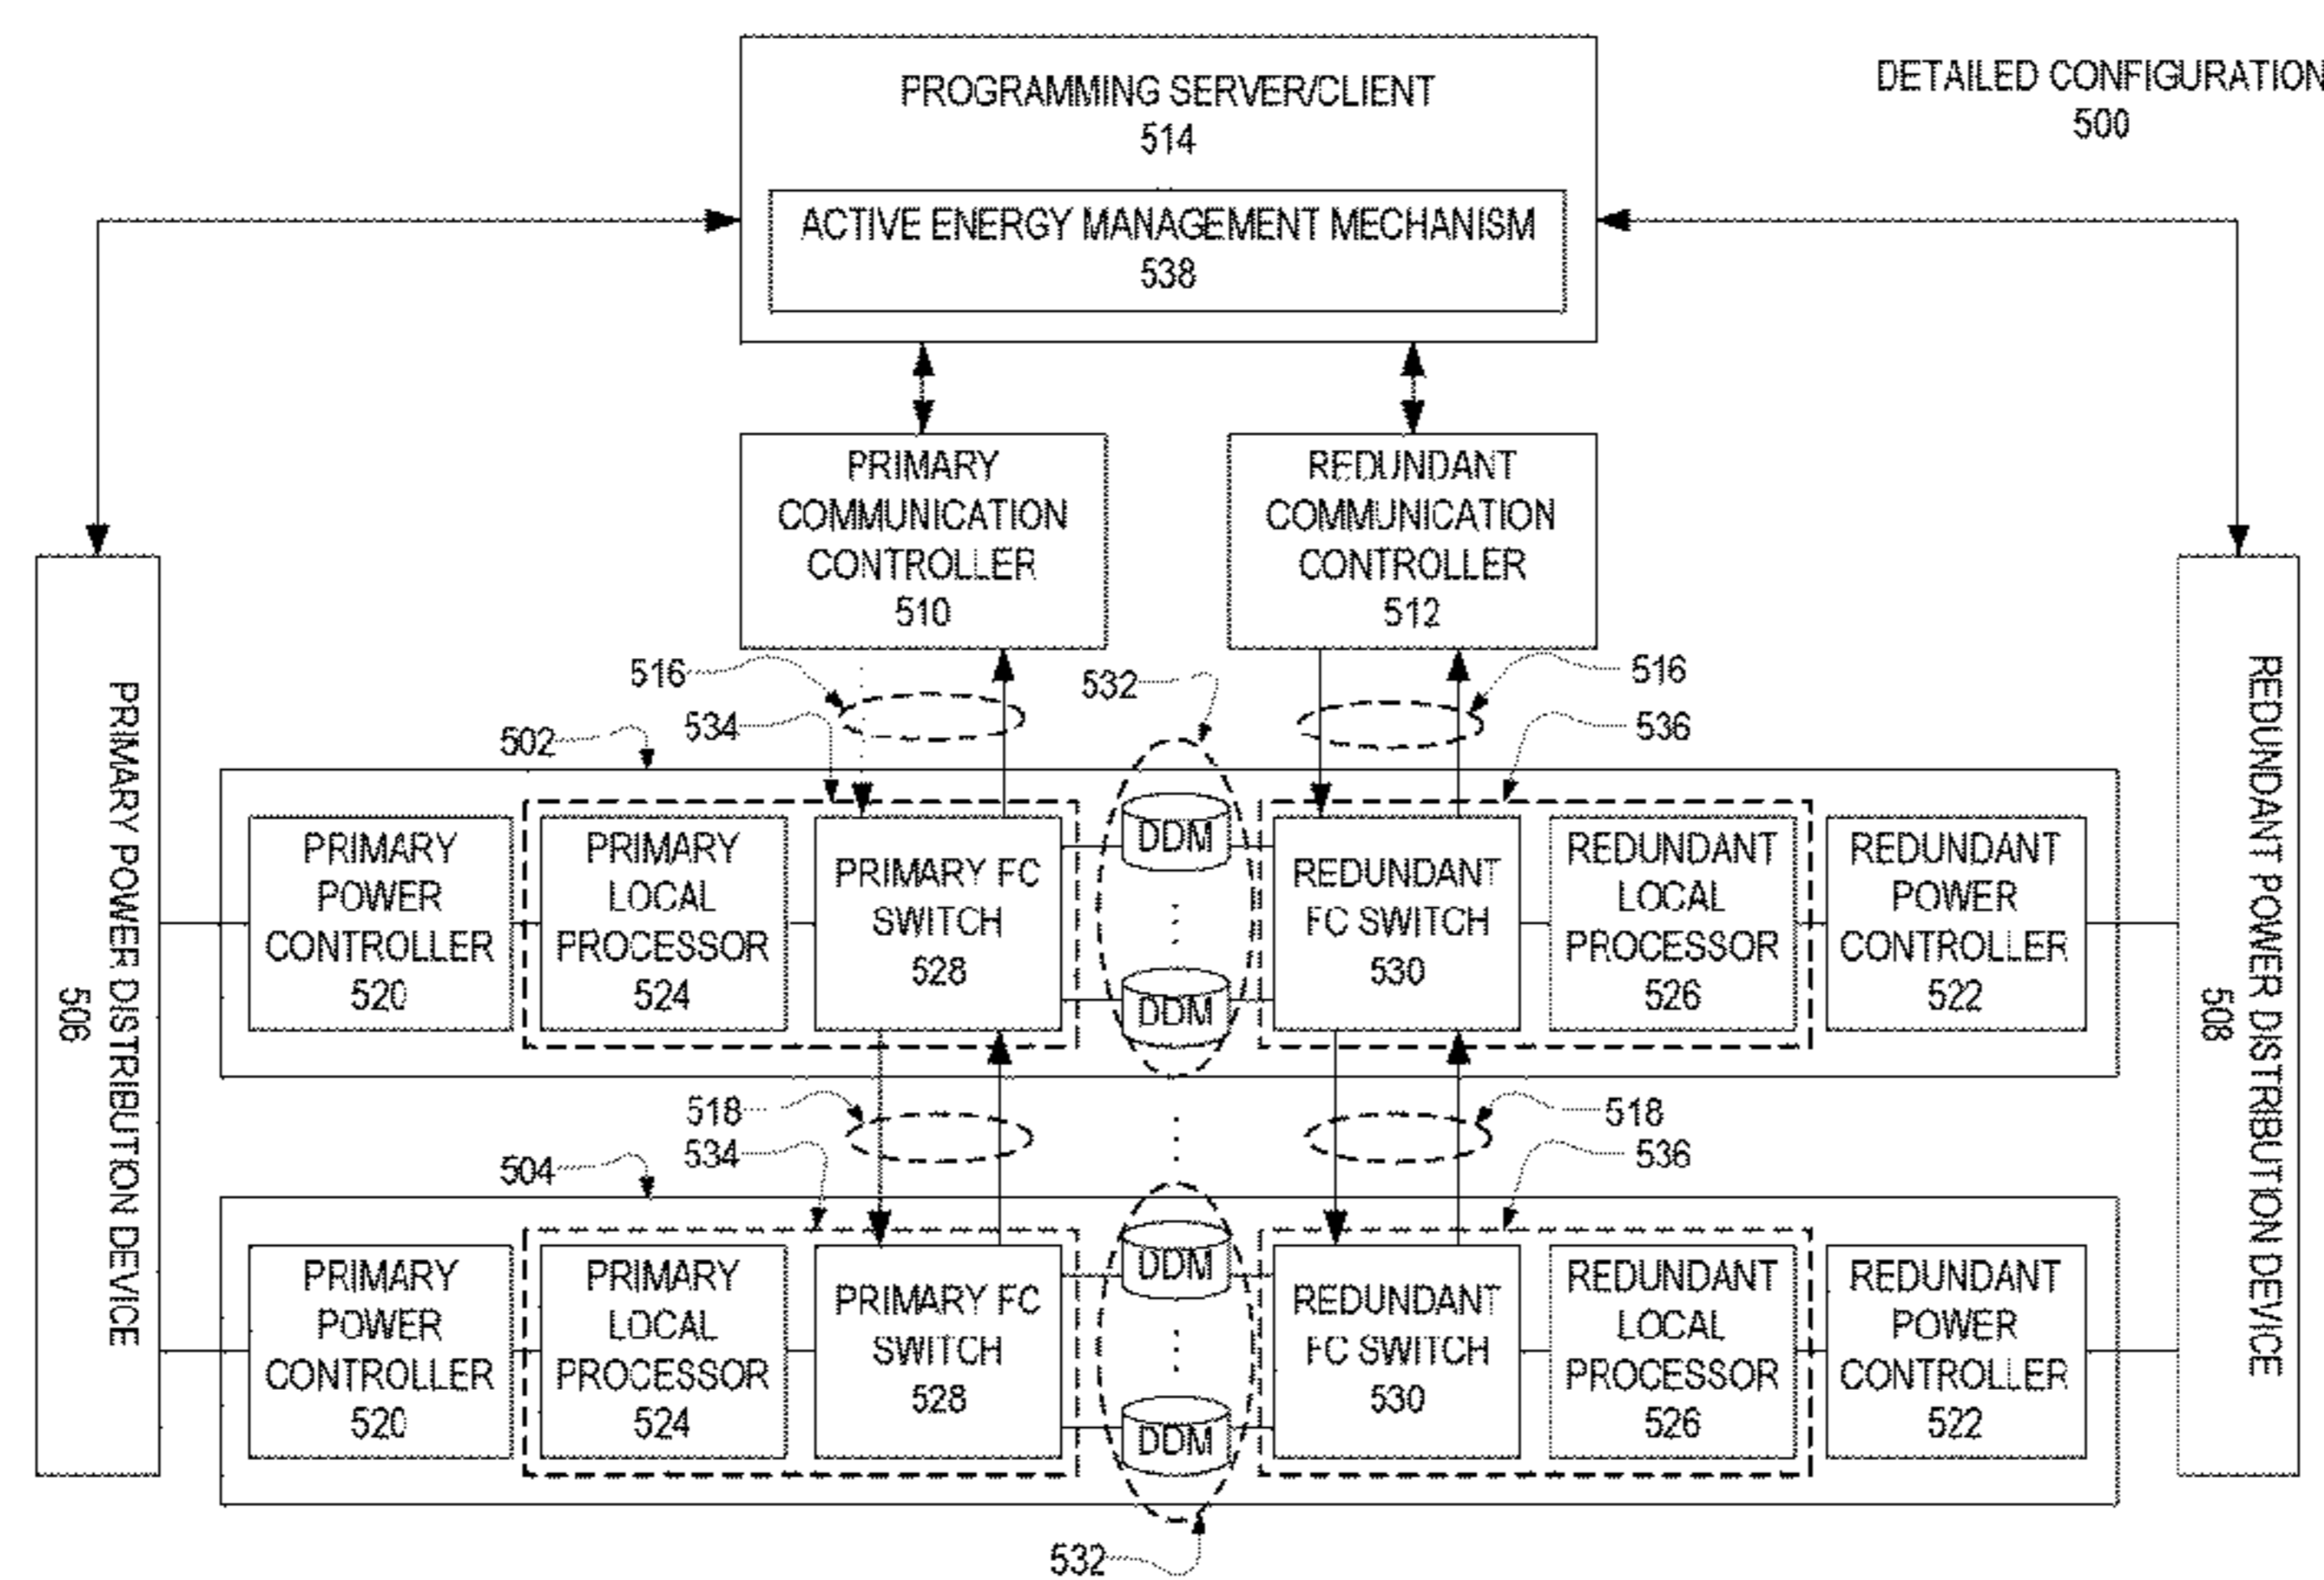 PROGRAMMING SERVER/CLIENT
514
DETAILED CONFIGURATION
500
ACTIVE ENERGY MANAGEMENT MECHANISM
538
PRIMARY
COMMUNICATION
CONTROLLER
510
REDUNDANT
COMMUNICATION
CONTROLLER
512
516
532
516
534
536
502
PRIMARY POWER DISTRIBUTION DEVICE
506
REDUNDANT POWER DISTRIBUTION DEVICE
508
PRIMARY
POWER
CONTROLLER
520
PRIMARY
LOCAL
PROCESSOR
524
PRIMARY FC
SWITCH
528
DDM
DDM
REDUNDANT
FC SWITCH
530
REDUNDANT
LOCAL
PROCESSOR
526
REDUNDANT
POWER
CONTROLLER
522
518
518
534
536
504
PRIMARY
POWER
CONTROLLER
520
PRIMARY
LOCAL
PROCESSOR
524
PRIMARY FC
SWITCH
528
DDM
DDM
REDUNDANT
FC SWITCH
530
REDUNDANT
LOCAL
PROCESSOR
526
REDUNDANT
POWER
CONTROLLER
522
532